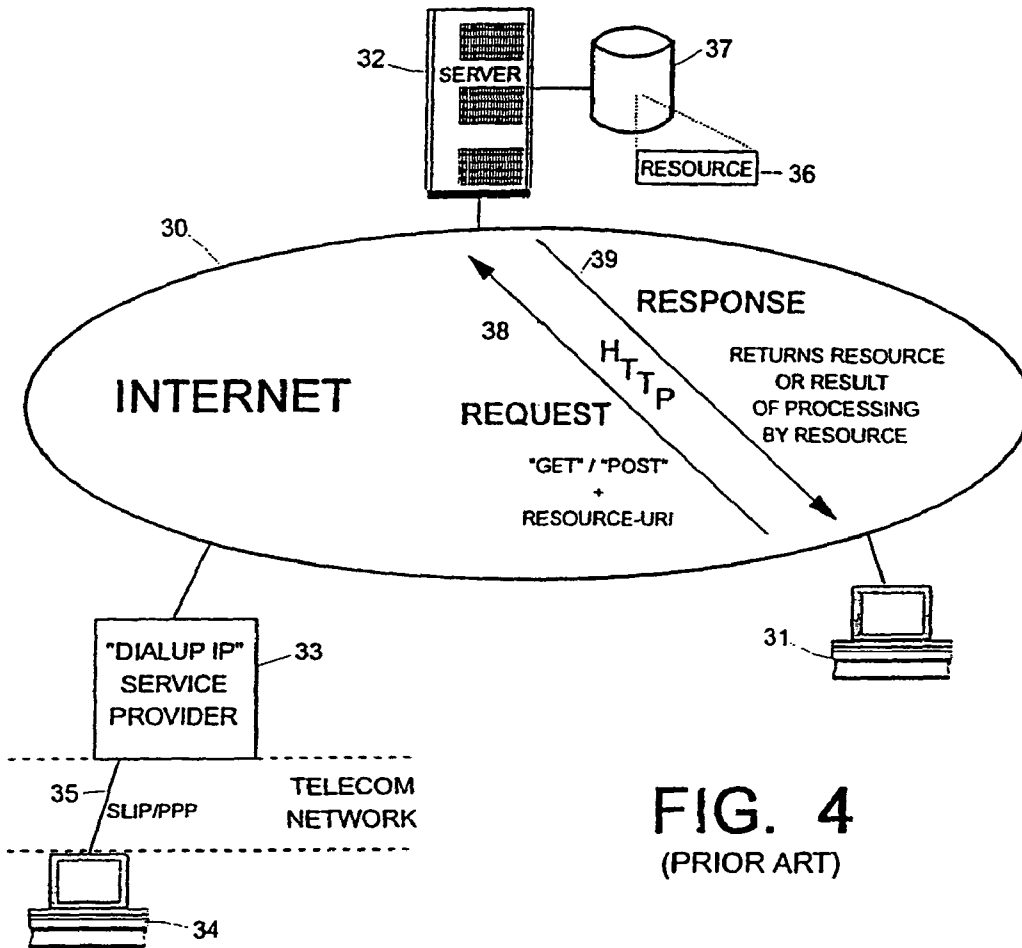 32
SERVER
37
RESOURCE
36
30
39
38
RESPONSE
HTTP
INTERNET
REQUEST
RETURNS RESOURCE
OR RESULT
OF PROCESSING
BY RESOURCE
"GET" / "POST"
+
RESOURCE-URI
31
"DIALUP IP"
SERVICE
PROVIDER
33
35
SLIP/PPP
TELECOM
NETWORK
34
FIG. 4
(PRIOR ART)